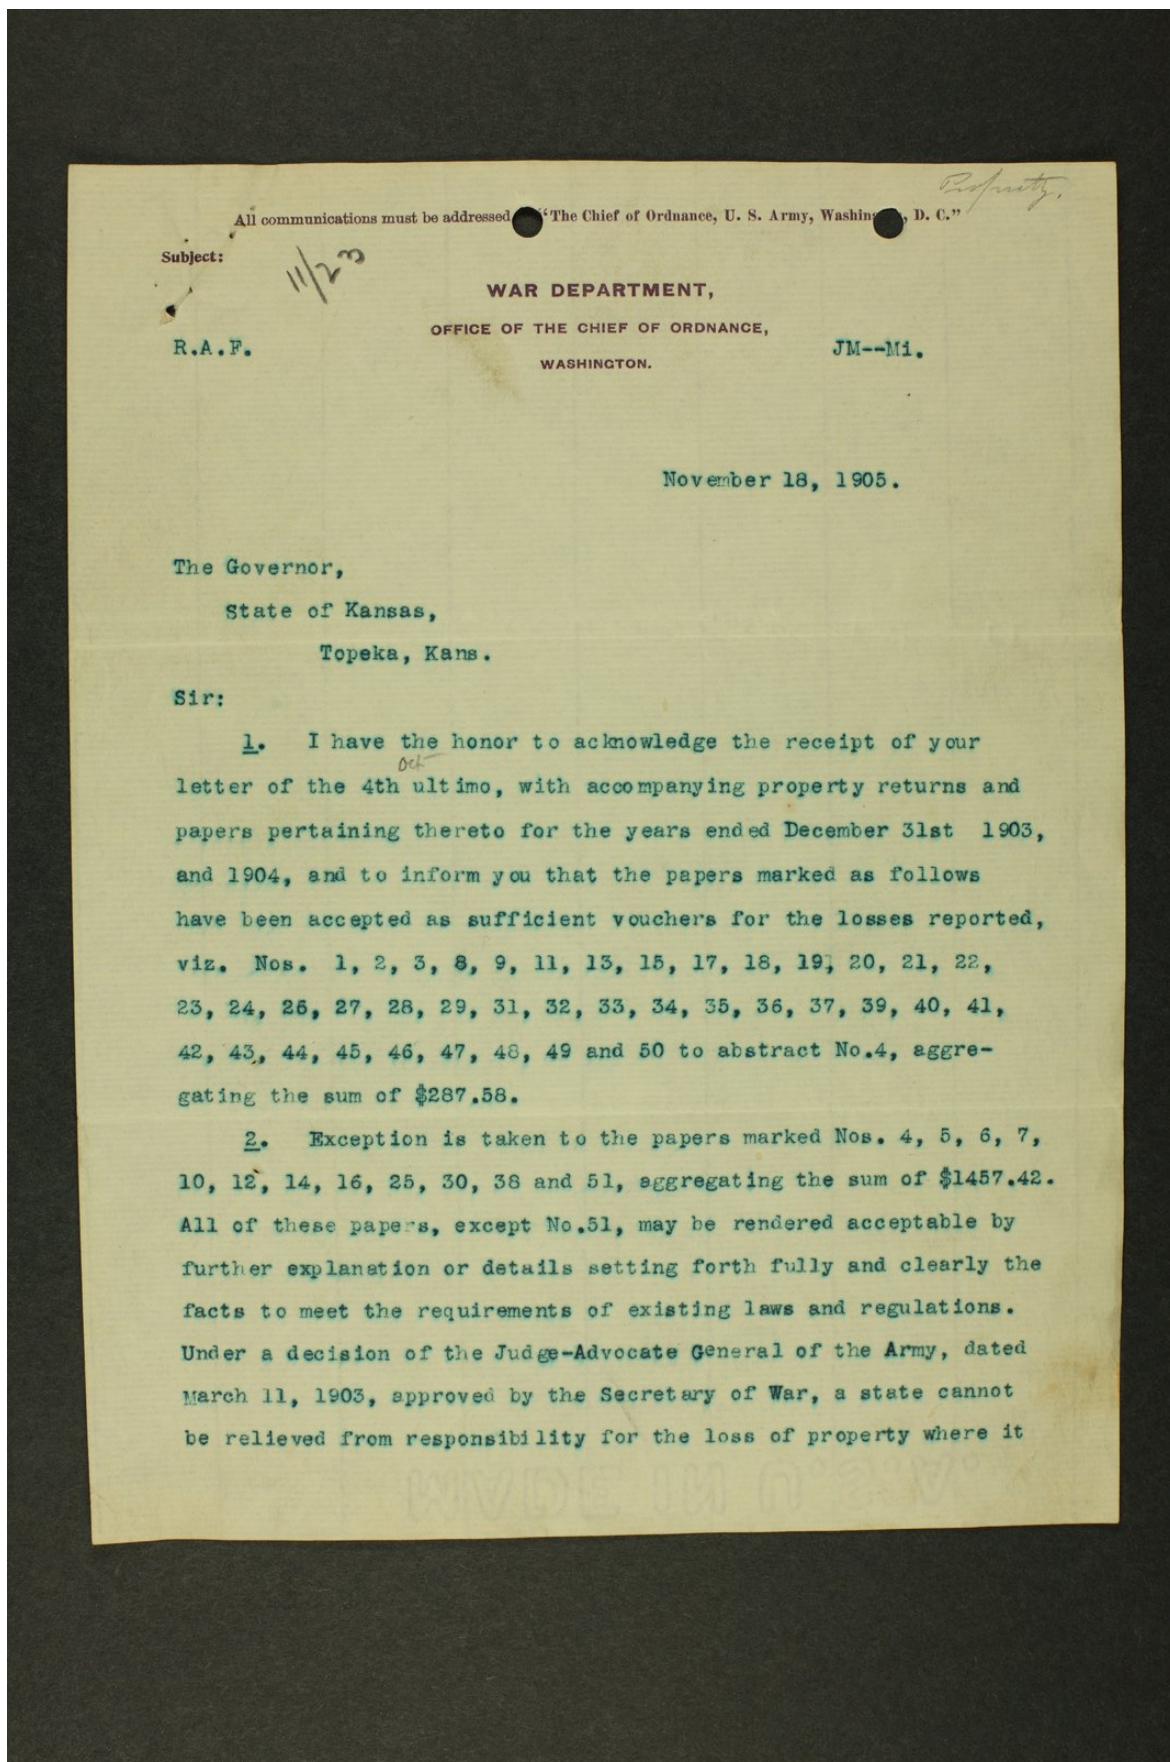 Property.
All communications must be addressed "The Chief of Ordnance, U. S. Army, Washin , D. C."
Subject:
11/23
WAR DEPARTMENT,
OFFICE OF THE CHIEF OF ORDNANCE,
R.A.F.
JM--Mi.
WASHINGTON.
November 18, 1905.
The Governor,
State of Kansas,
Topeka, Kans.
Sir:
1. I have the honor to acknowledge the receipt of your
Oct
letter of the 4th ultimo, with accompanying property returns and
papers pertaining thereto for the years ended December 31st 1903,
and 1904, and to inform you that the papers marked as follows
have been accepted as sufficient vouchers for the losses reported,
viz. Nos. 1, 2, 3, 8, 9, 11, 13, 15, 17, 18, 19, 20, 21, 22,
23, 24, 26, 27, 28, 29, 31, 32, 33, 34, 35, 36, 37, 39, 40, 41,
42, 43, 44, 45, 46, 47, 48, 49 and 50 to abstract No.4, aggre-
gating the sum of $287.58.
2. Exception is taken to the papers marked Nos. 4, 5, 6, 7,
10, 12, 14, 16, 25, 30, 38 and 51, aggregating the sum of $1457.42.
All of these papers, except No.51, may be rendered acceptable by
further explanation or details setting forth fully and clearly the
facts to meet the requirements of existing laws and regulations.
Under a decision of the Judge-Advocate General of the Army, dated
March 11, 1903, approved by the Secretary of War, a state cannot
be relieved from responsibility for the loss of property where it
MADE IN U.S.A.